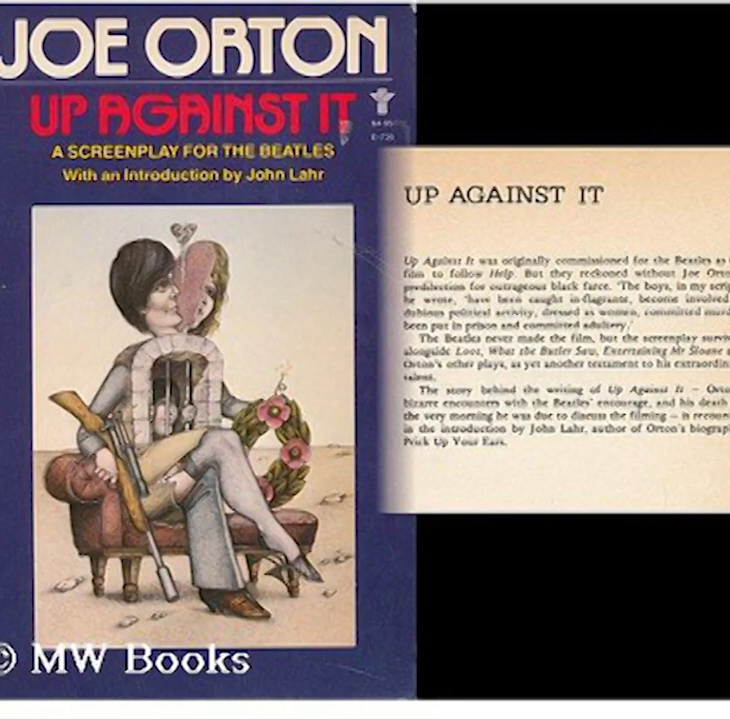 JOE ORTON
UP AGAINST IT
A SCREENPLAY FOR THE BEATLES
With an Introduction by John Lahr
© MW Books
UP AGAINST IT
Up Against It was originally commissioned for the Beatles as
film to follow Help. But they reckoned without Joe Orto
predilection for outrageous black farce. 'The boys, in my scrip
he wrote, 'have been caught in-flagrante, become involved
dubious political activity, dressed as women, committed murd
been put in prison and committed adultery.'
The Beatles never made the film, but the screenplay surviv
alongside Loot, What the Butler Saw, Entertaining Mr Sloane
Orton's other plays, as yet another testament to his extraordin
talent.
The story behind the writing of Up Against It – Orto
bizarre encounters with the Beatles' entourage, and his death
the very morning he was due to discuss the filming – is recoun
in the introduction by John Lahr, author of Orton's biograp
Prick Up Your Ears.